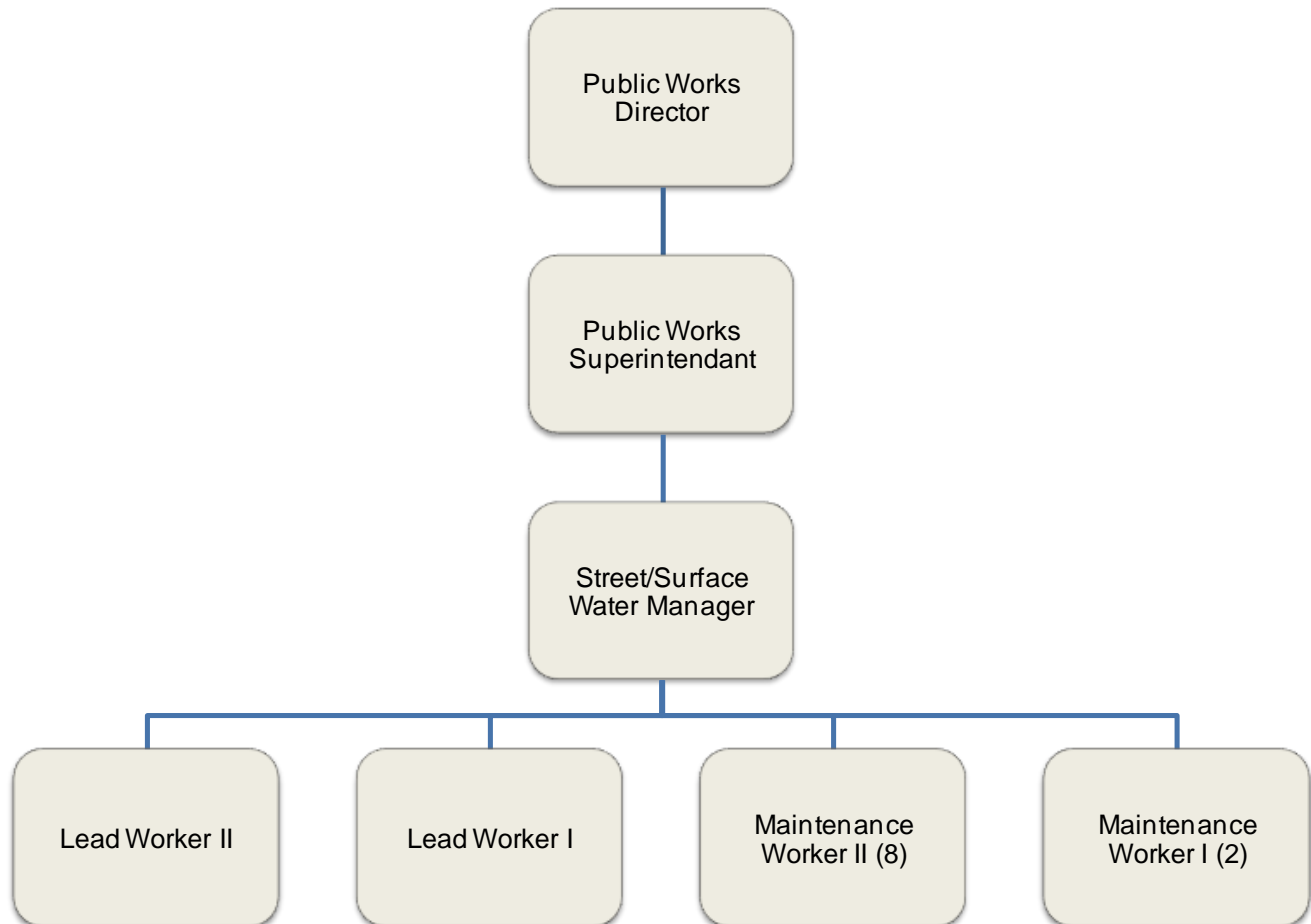 Public Works
Director
Public Works
Superintendant
Street/Surface
Water Manager
Lead Worker II
Lead Worker I
Maintenance
Worker II (8)
Maintenance
Worker I (2)